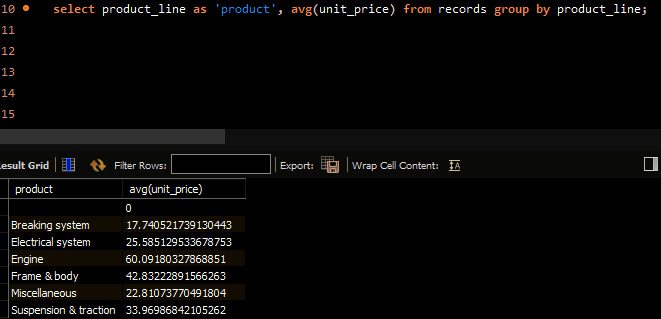 10 select product_line as 'product', avg(unit_price) from records group by product_line;
11
12
13
14
15
Result Grid Filter Rows: Export: Wrap Cell Content: IA
product avg(unit_price)
0
Breaking system 17.740521739130443
Electrical system 25.585129533678753
Engine 60.09180327868851
Frame & body 42.83222891566263
Miscellaneous 22.81073770491804
Suspension & traction 33.96986842105262